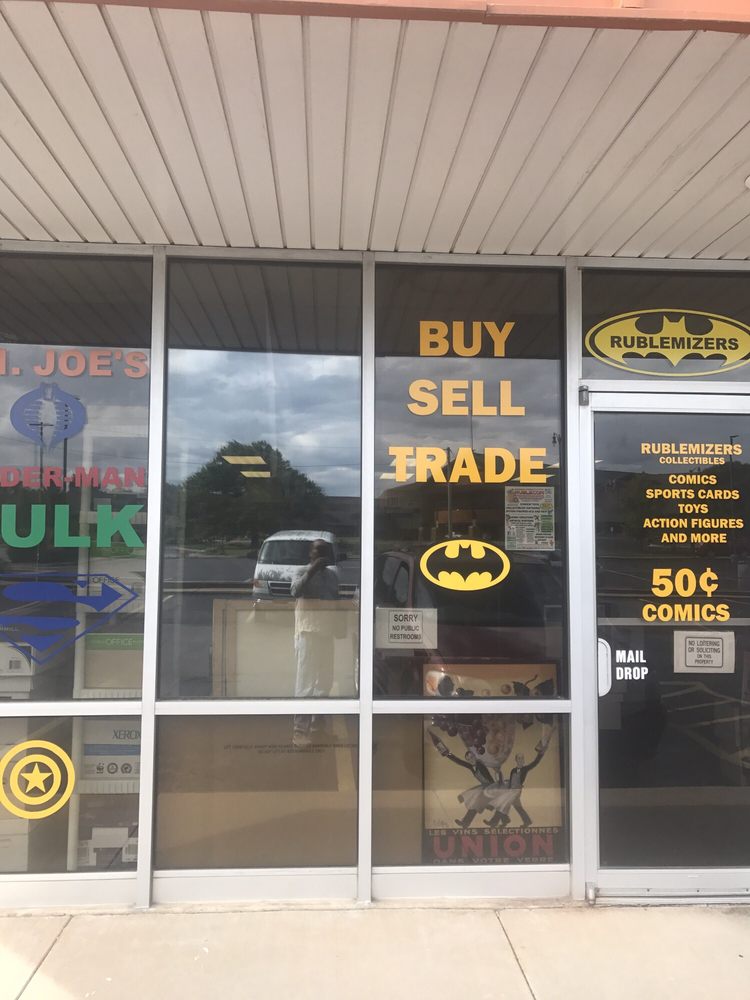 I. JOE'S
DER-MAN
ULK
OFFICE
OFFICE
XEROX
BUY
SELL
TRADE
SORRY
NO PUBLIC
RESTROOMS
LES VINS SELECTIONNES
UNION
DANS VOTRE VERRE
RUBLEMIZERS
RUBLEMIZERS
COLLECTIBLES
COMICS
SPORTS CARDS
TOYS
ACTION FIGURES
AND MORE
50¢
COMICS
NO LOITERING
OR SOLICITING
ON THIS
PROPERTY
MAIL
DROP